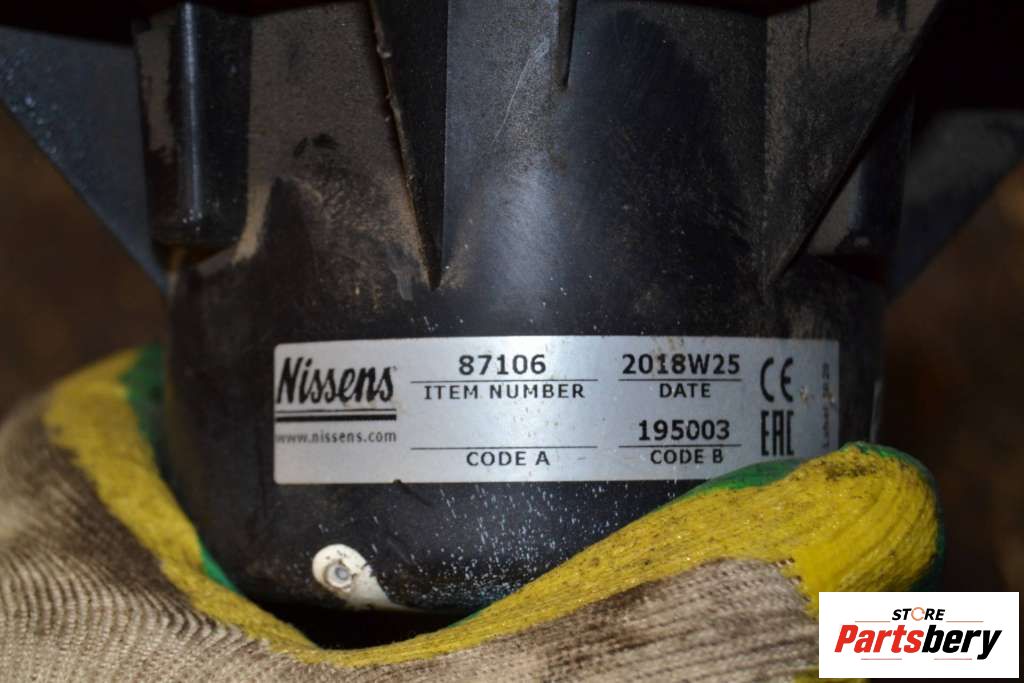 Nissens
www.nissens.com
87106
ITEM NUMBER
CODE A
2018W25
DATE
195003
CODE B
CE
EAC
STORE
Partsbery